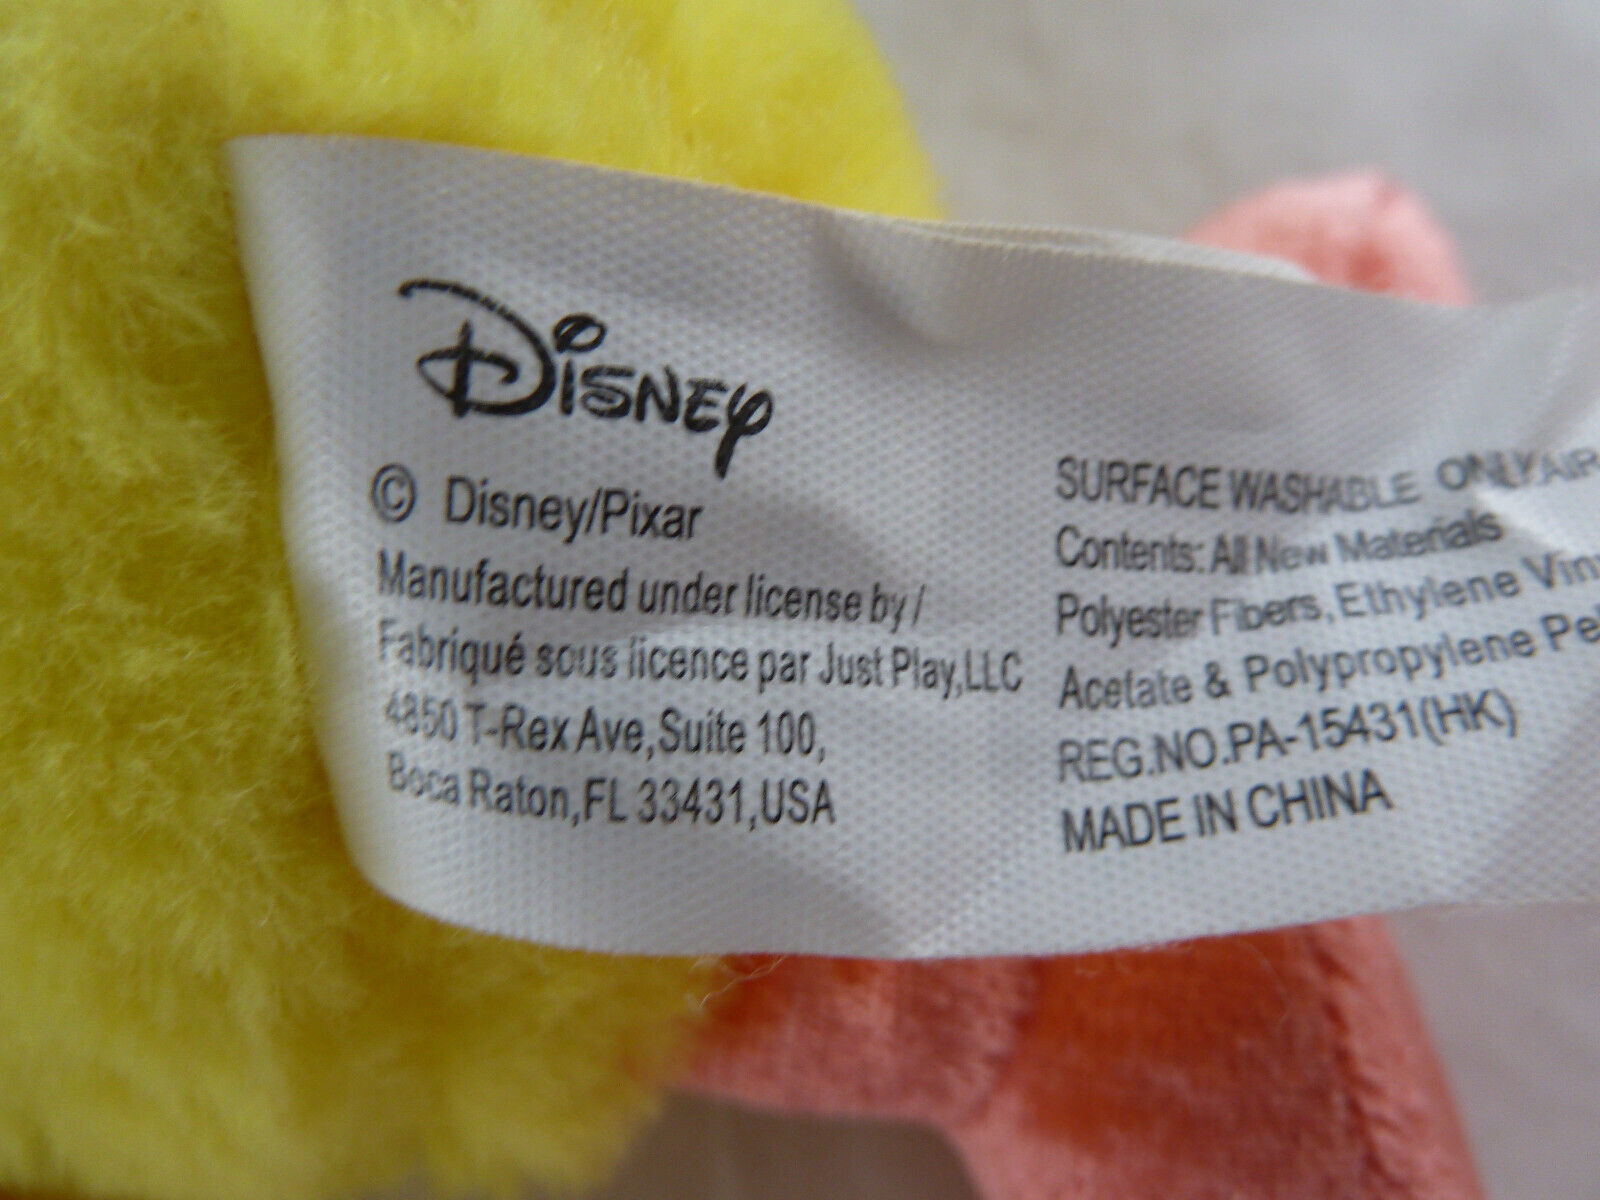 Disney
© Disney/Pixar
Manufactured under license by /
Fabriqué sous licence par Just Play,LLC
4850 T-Rex Ave,Suite 100,
Boca Raton,FL 33431,USA
SURFACE WASHABLE ONLY.AIR
Contents: All New Materials
Polyester Fibers, Ethylene
Acetate & Polypropylene
REG.NO.PA-15431(HK)
MADE IN CHINA